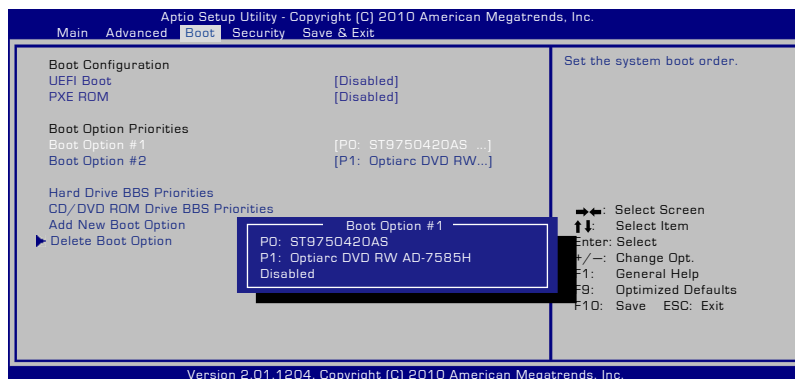 Aptio Setup Utility - Copyright (C) 2010 American Megatrends, Inc.
Main Advanced Boot Security Save & Exit
Boot Configuration
UEFI Boot [Disabled]
PXE ROM [Disabled]
Boot Option Priorities
Boot Option #1 [P0: ST9750420AS ...]
Boot Option #2 [P1: Optiarc DVD RW...]
Hard Drive BBS Priorities
CD/DVD ROM Drive BBS Priorities
Add New Boot Option
Delete Boot Option
Boot Option #1
P0: ST9750420AS
P1: Optiarc DVD RW AD-7585H
Disabled
Set the system boot order.
→←: Select Screen
↑↓: Select Item
Enter: Select
+/—: Change Opt.
F1: General Help
F9: Optimized Defaults
F10: Save ESC: Exit
Version 2.01.1204. Copyright (C) 2010 American Megatrends, Inc.